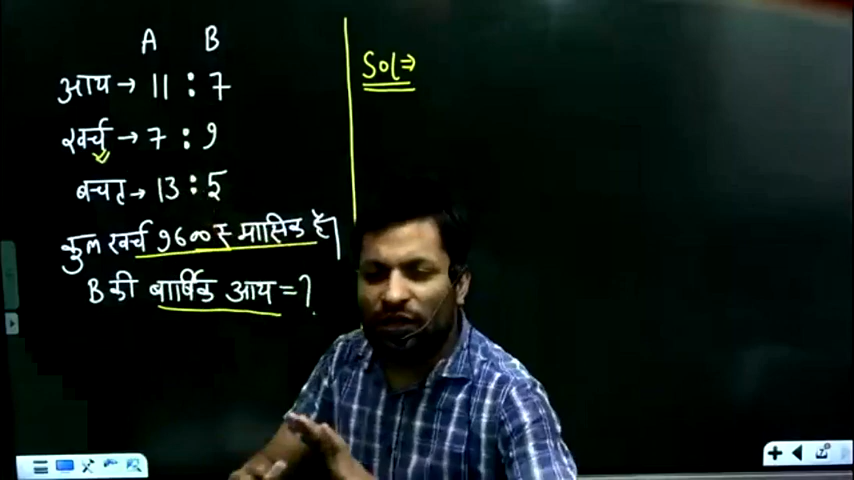 A B
आय → 11 : 7
खर्च → 7 : 9
बचत → 13 : 5
कुल खर्च 9600 ₹ मासिक है।
B की बार्षिक आय = ?
Sol ⇒